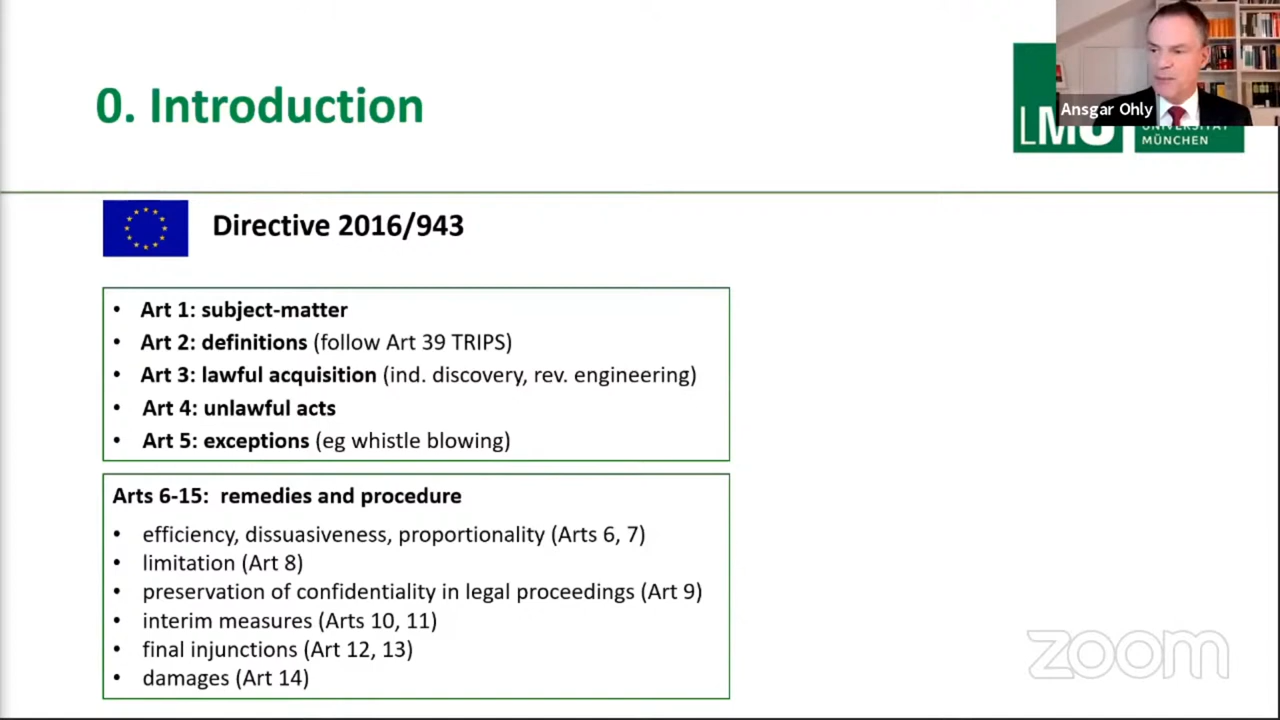 0. Introduction
Ansgar Ohly
MÜNCHEN
Directive 2016/943
• Art 1: subject-matter
• Art 2: definitions (follow Art 39 TRIPS)
• Art 3: lawful acquisition (ind. discovery, rev. engineering)
• Art 4: unlawful acts
• Art 5: exceptions (eg whistle blowing)
Arts 6-15: remedies and procedure
• efficiency, dissuasiveness, proportionality (Arts 6, 7)
• limitation (Art 8)
• preservation of confidentiality in legal proceedings (Art 9)
• interim measures (Arts 10, 11)
• final injunctions (Art 12, 13)
• damages (Art 14)
zoom